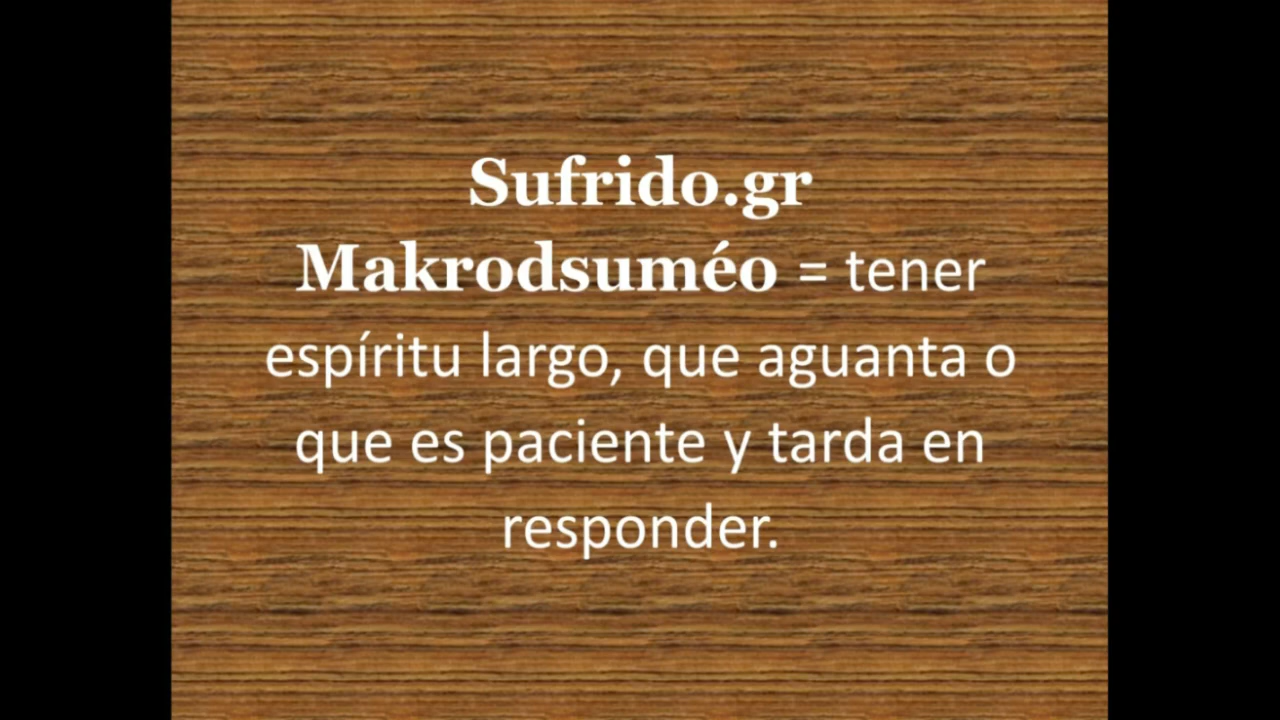 Sufrido.gr
Makrodsuméo = tener
espíritu largo, que aguanta o
que es paciente y tarda en
responder.